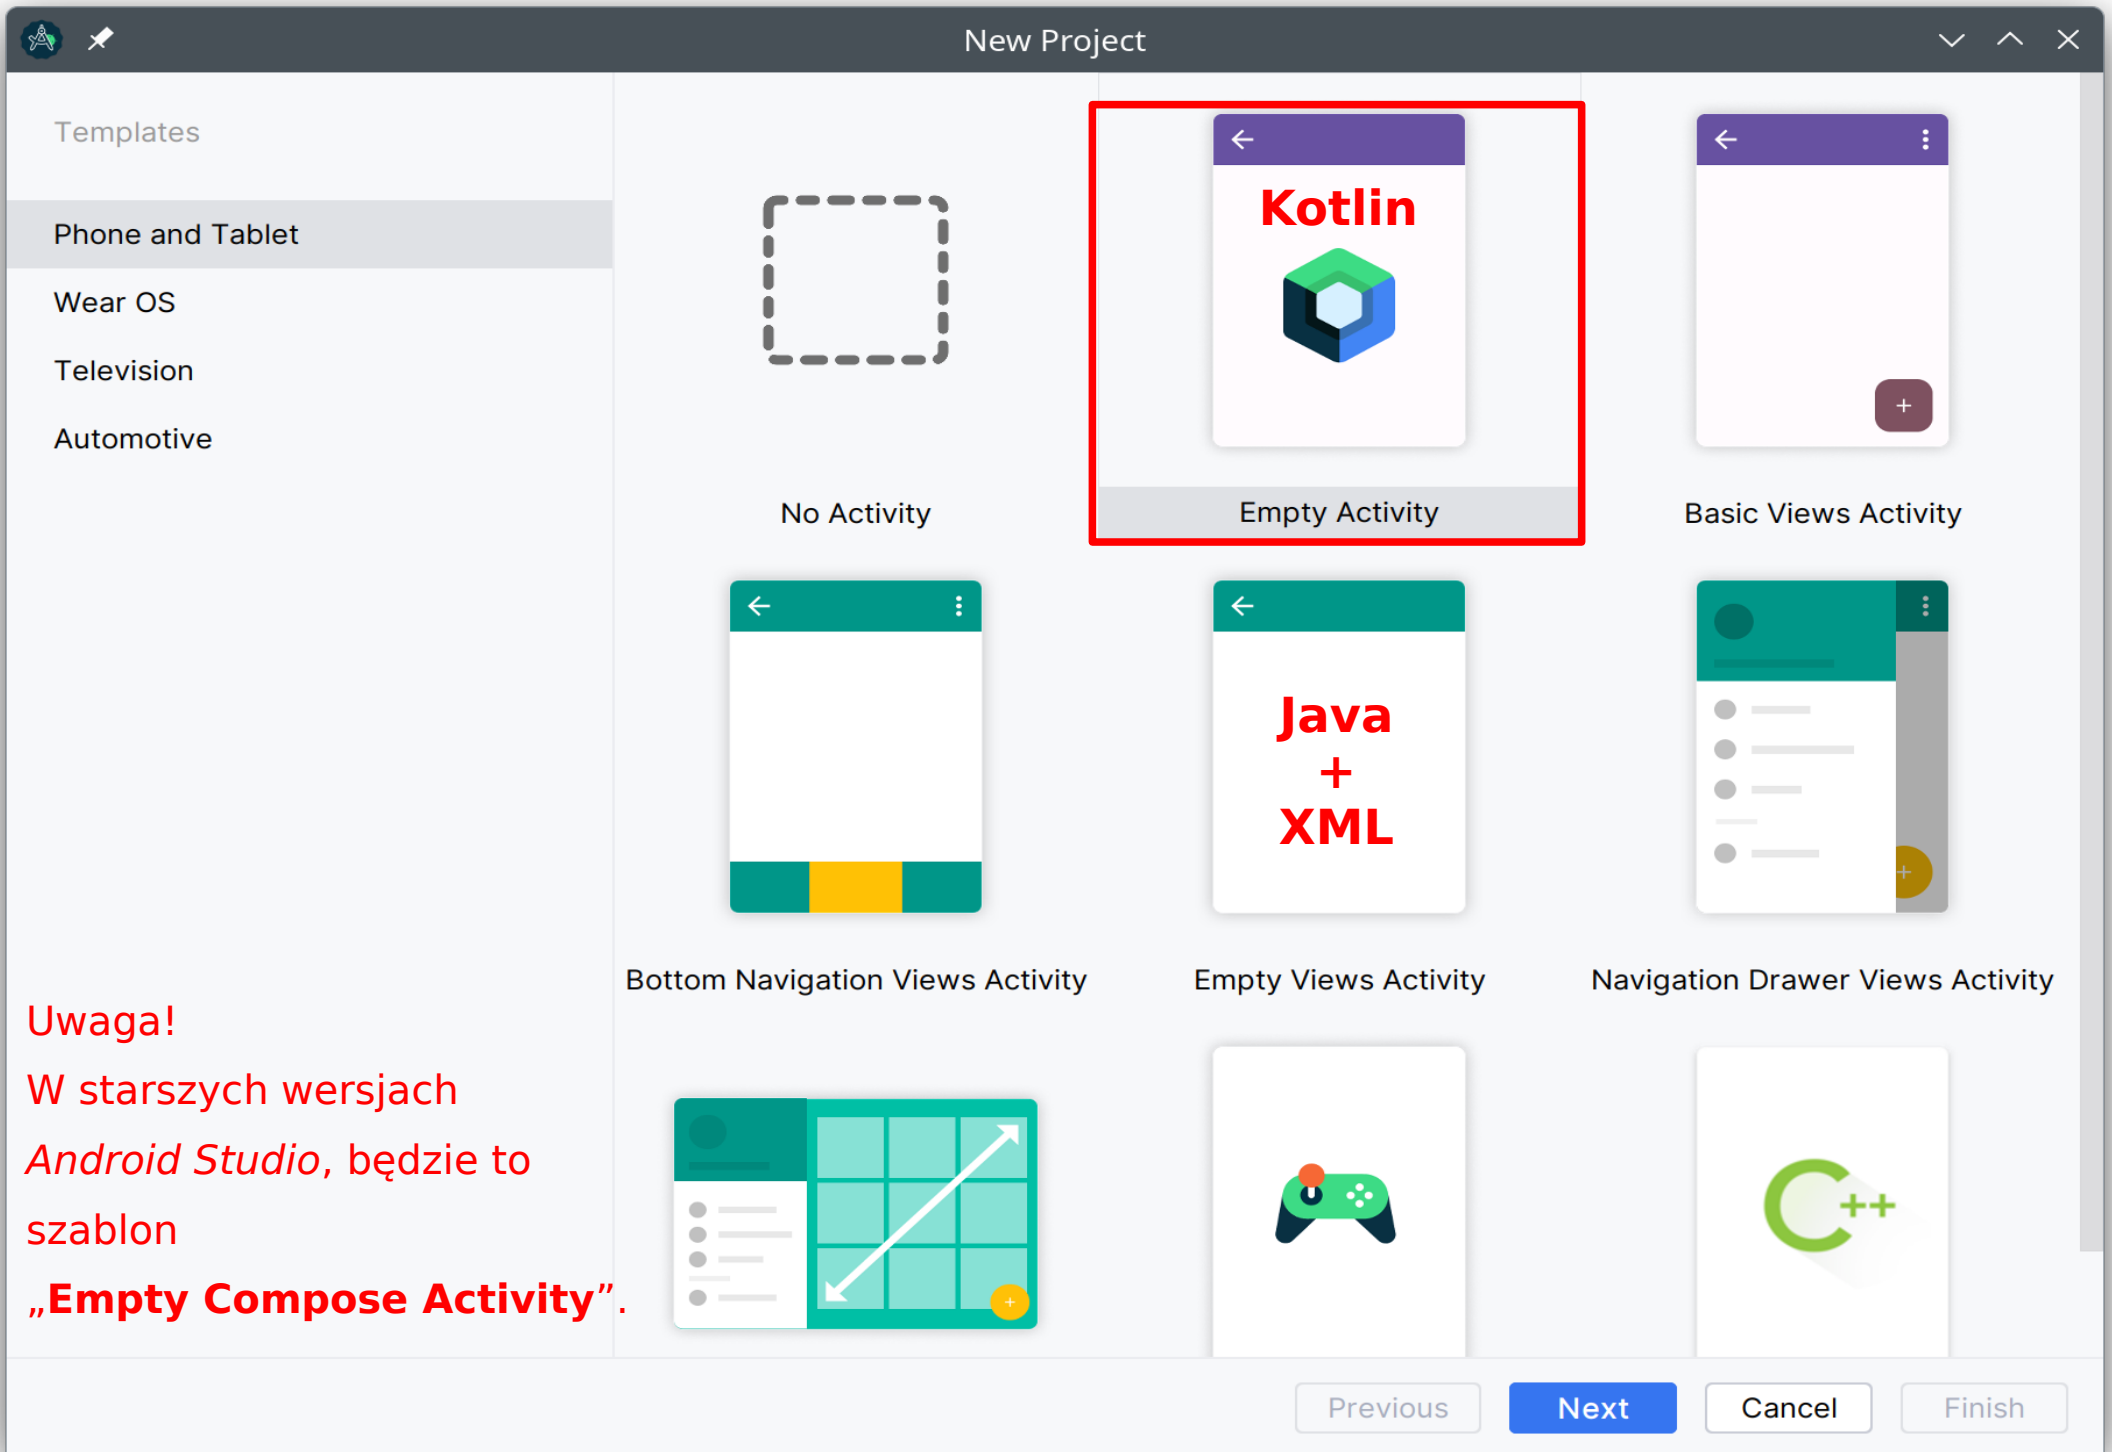 New Project
Templates
Phone and Tablet
Wear OS
Television
Automotive
Kotlin
No Activity
Empty Activity
Basic Views Activity
Java
+
XML
Bottom Navigation Views Activity
Empty Views Activity
Navigation Drawer Views Activity
Uwaga!
W starszych wersjach
Android Studio, będzie to
szablon
„Empty Compose Activity”.
C++
Previous
Next
Cancel
Finish